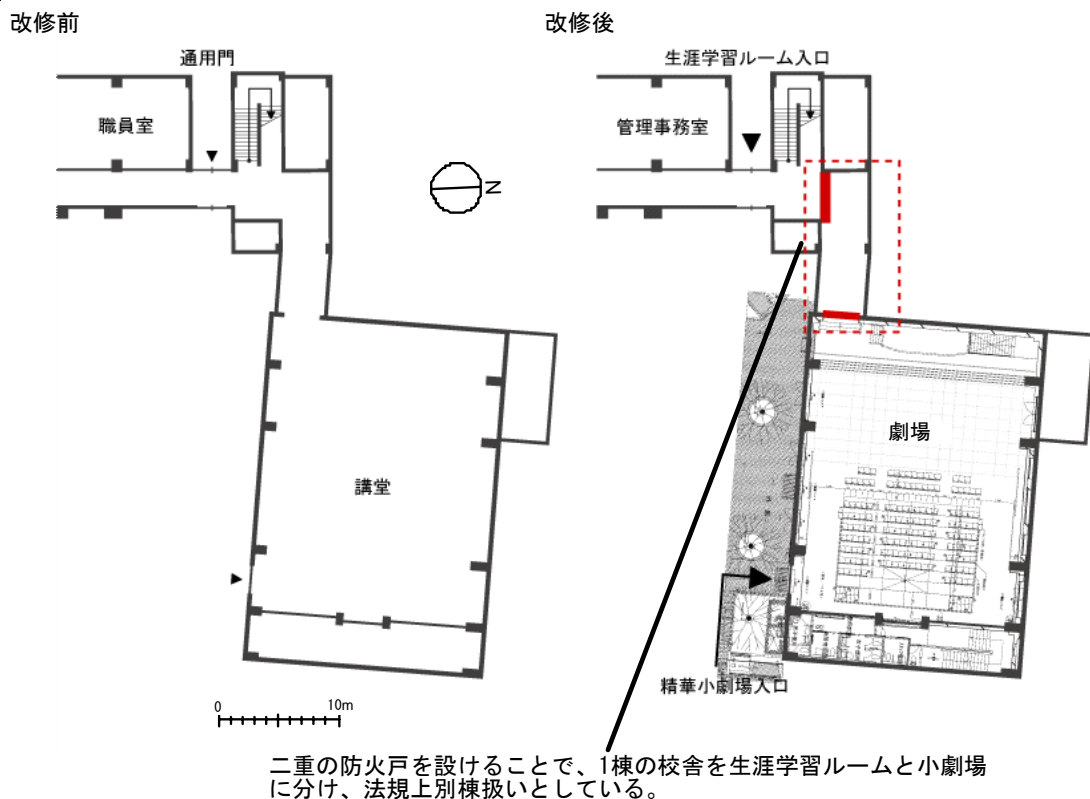 改修前
改修後
通用門
生涯学習ルーム入口
職員室
管理事務室
N
劇場
講堂
精華小劇場入口
0 10m
二重の防火戸を設けることで、1棟の校舎を生涯学習ルームと小劇場
に分け、法規上別棟扱いとしている。